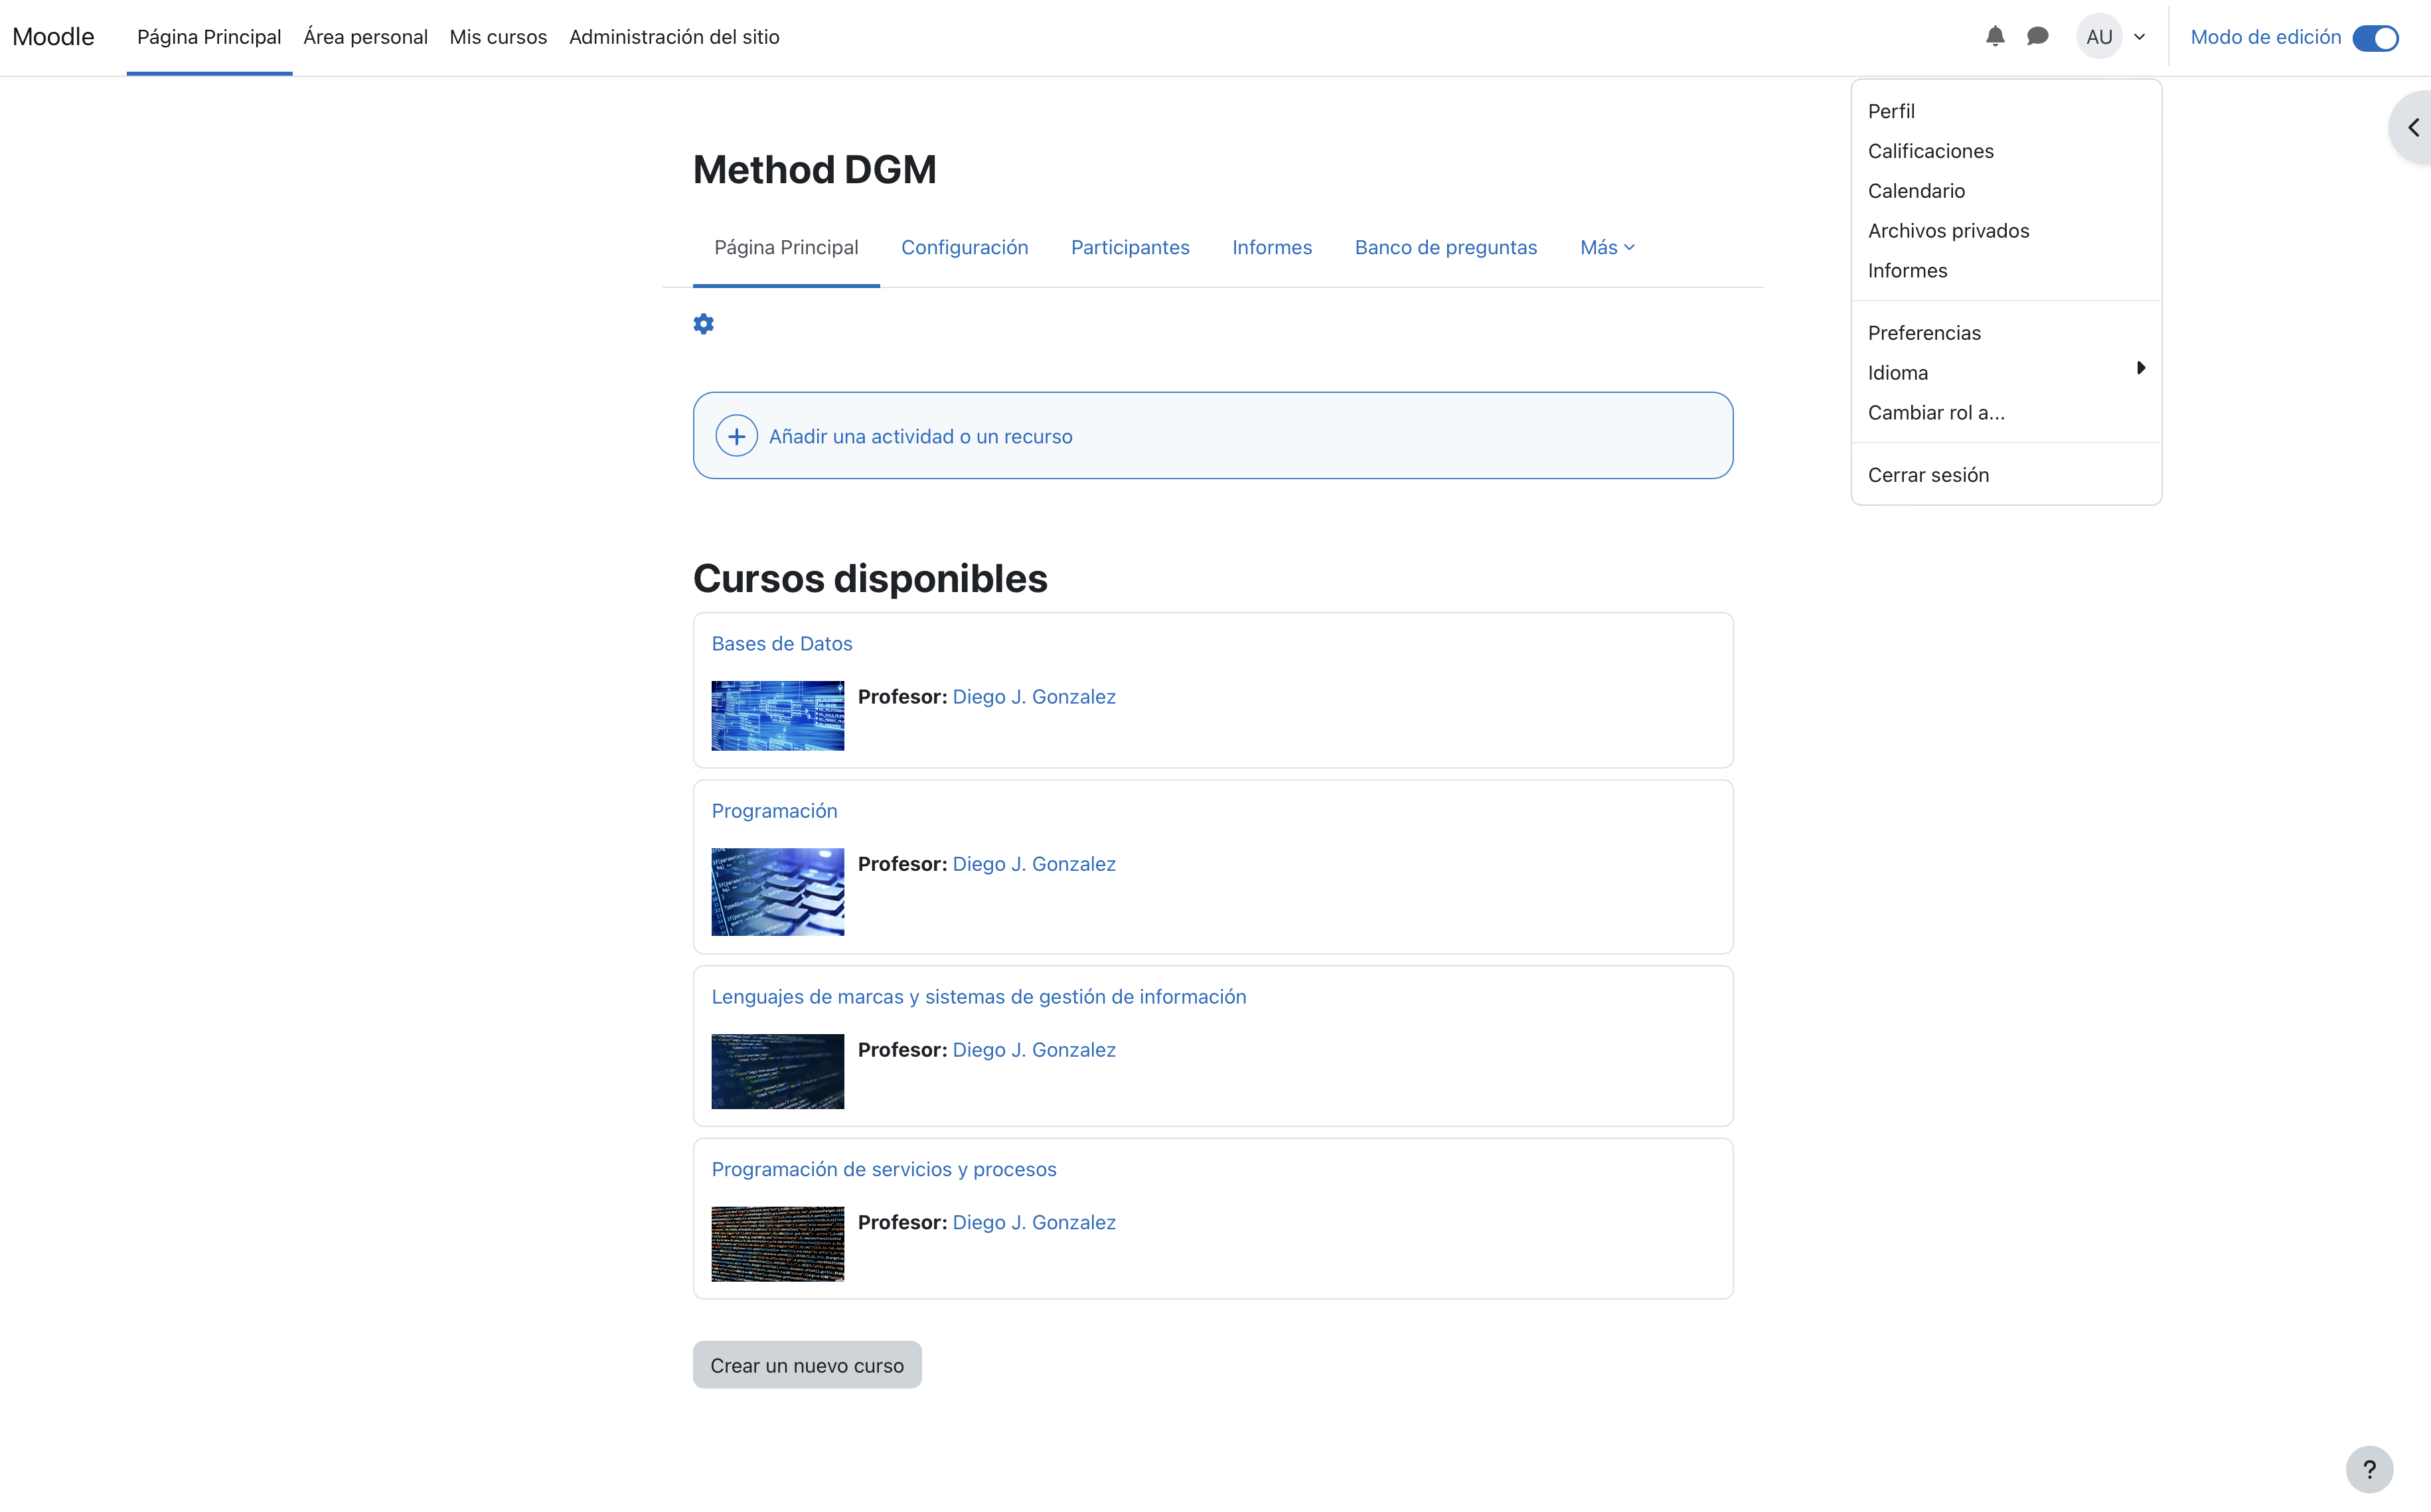 Moodle
Página Principal
Área personal
Mis cursos
Administración del sitio
AU
Modo de edición
Perfil
Calificaciones
Calendario
Archivos privados
Informes
Preferencias
Idioma
Cambiar rol a...
Cerrar sesión
Method DGM
Página Principal
Configuración
Participantes
Informes
Banco de preguntas
Más
Añadir una actividad o un recurso
Cursos disponibles
Bases de Datos
Profesor: Diego J. Gonzalez
Programación
Profesor: Diego J. Gonzalez
Lenguajes de marcas y sistemas de gestión de información
Profesor: Diego J. Gonzalez
Programación de servicios y procesos
Profesor: Diego J. Gonzalez
Crear un nuevo curso
?